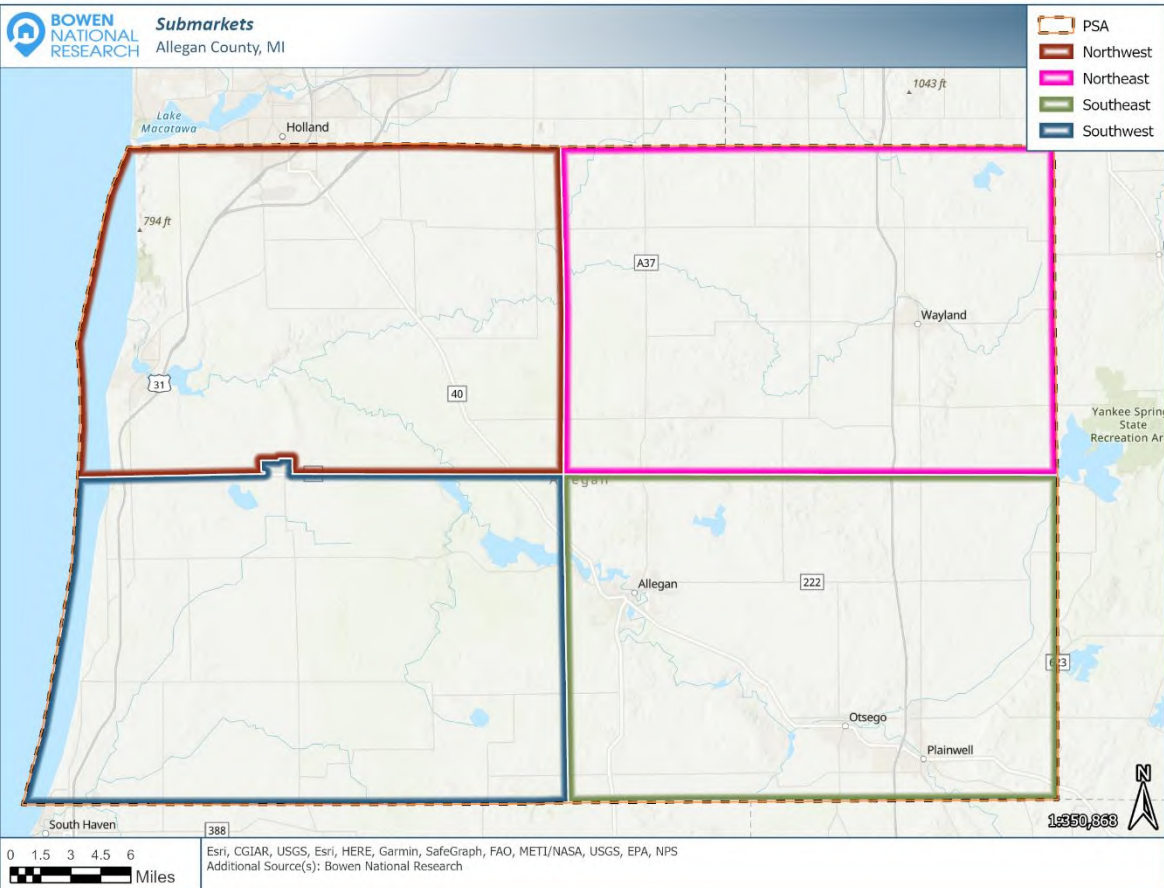 BOWEN
NATIONAL
RESEARCH
Submarkets
Allegan County, MI
PSA
Northwest
Northeast
Southeast
Southwest
1043 ft
Lake
Macatawa
Holland
794 ft
A37
Wayland
31
40
Yankee Spring
State
Recreation Ar
Allegan
222
Otsego
Plainwell
N
1:350,868
South Haven
388
0 1.5 3 4.5 6
Miles
Esri, CGIAR, USGS, Esri, HERE, Garmin, SafeGraph, FAO, METI/NASA, USGS, EPA, NPS
Additional Source(s): Bowen National Research